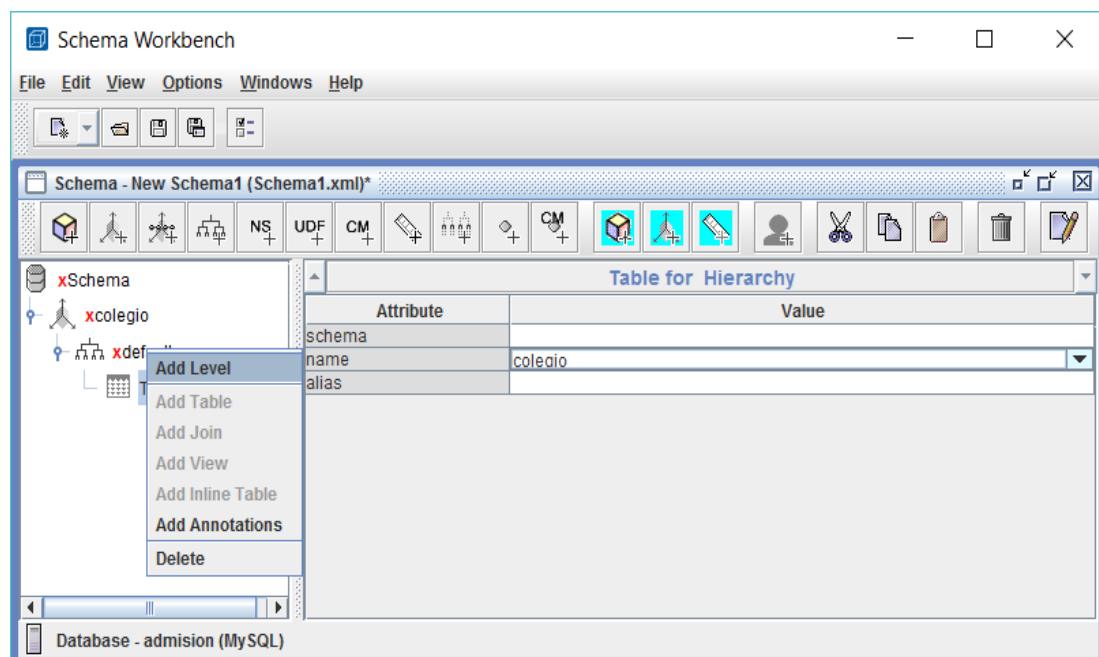 Schema Workbench
File Edit View Options Windows Help
Schema - New Schema1 (Schema1.xml)*
NS UDF CM CM
xSchema
xcolegio
Table for Hierarchy
Attribute Value
schema
name colegio
alias
Add Level
Add Table
Add Join
Add View
Add Inline Table
Add Annotations
Delete
Database - admision (MySQL)